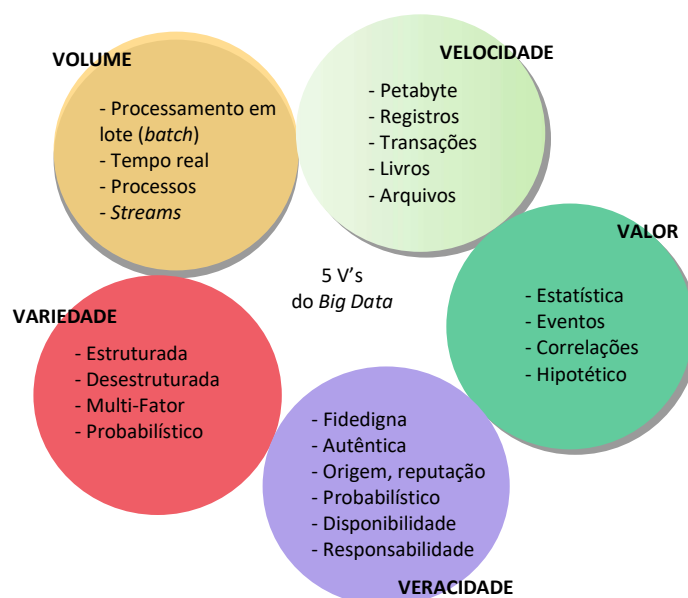 VOLUME
- Processamento em
lote (batch)
- Tempo real
- Processos
- Streams
VELOCIDADE
- Petabyte
- Registros
- Transações
- Livros
- Arquivos
VALOR
- Estatística
- Eventos
- Correlações
- Hipotético
5 V's
do Big Data
VARIEDADE
- Estruturada
- Desestruturada
- Multi-Fator
- Probabilístico
- Fidedigna
- Autêntica
- Origem, reputação
- Probabilístico
- Disponibilidade
- Responsabilidade
VERACIDADE